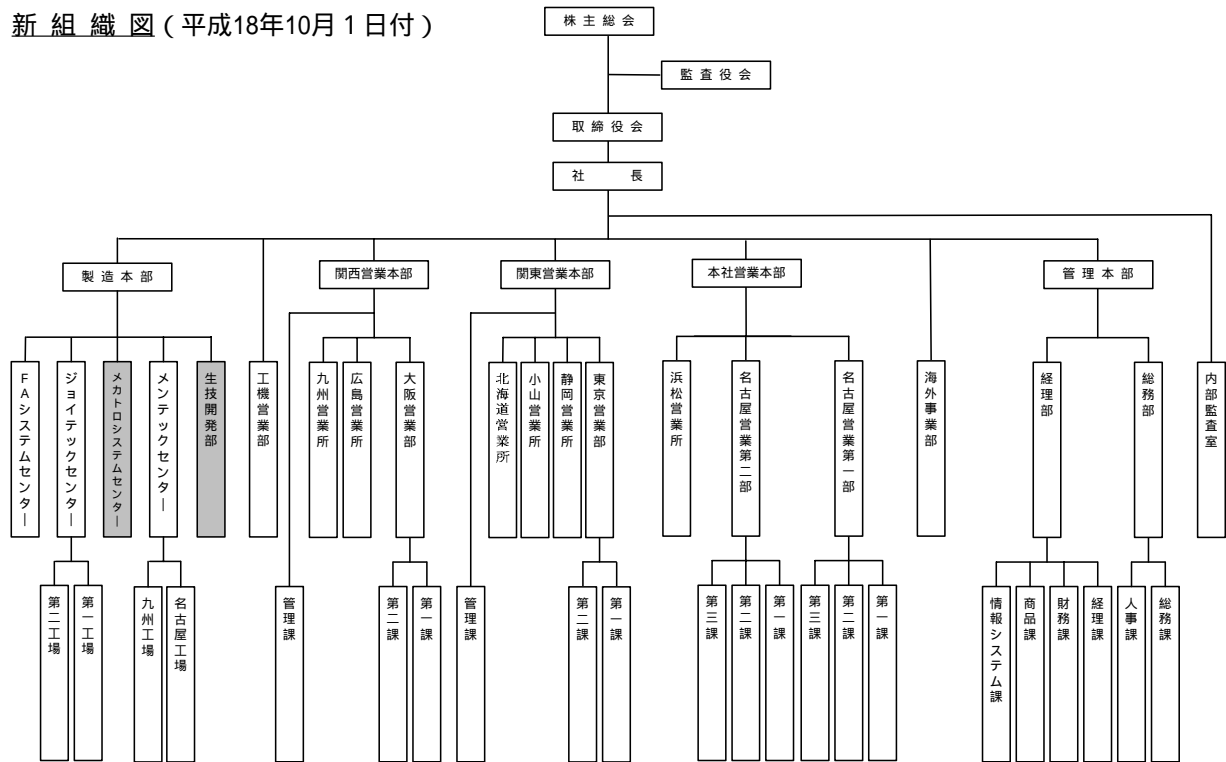 新組織図(平成18年10月1日付)
株主総会
監査役会
取締役会
社長
製造本部
関西営業本部
関東営業本部
本社営業本部
管理本部
FAシステムセンター
ジョイテックセンター
メカトロシステムセンター
メンテックセンター
生技開発部
工機営業部
九州営業所
広島営業所
大阪営業部
北海道営業所
小山営業所
静岡営業所
東京営業部
浜松営業所
名古屋営業第二部
名古屋営業第一部
海外事業部
経理部
総務部
内部監査室
第二工場
第一工場
九州工場
名古屋工場
管理課
第二課
第一課
管理課
第二課
第一課
第三課
第二課
第一課
第三課
第二課
第一課
情報システム課
商品課
財務課
経理課
人事課
総務課